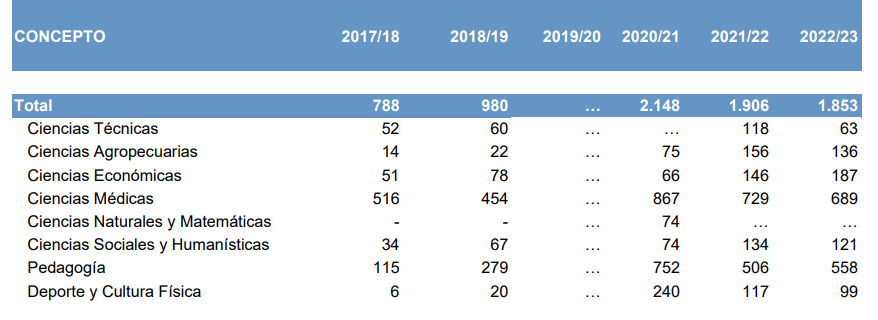 CONCEPTO 2017/18 2018/19 2019/20 2020/21 2021/22 2022/23
Total 788 980 ... 2.148 1.906 1.853
Ciencias Técnicas 52 60 ... ... 118 63
Ciencias Agropecuarias 14 22 ... 75 156 136
Ciencias Económicas 51 78 ... 66 146 187
Ciencias Médicas 516 454 ... 867 729 689
Ciencias Naturales y Matemáticas - - ... 74 ... ...
Ciencias Sociales y Humanísticas 34 67 ... 74 134 121
Pedagogía 115 279 ... 752 506 558
Deporte y Cultura Física 6 20 ... 240 117 99